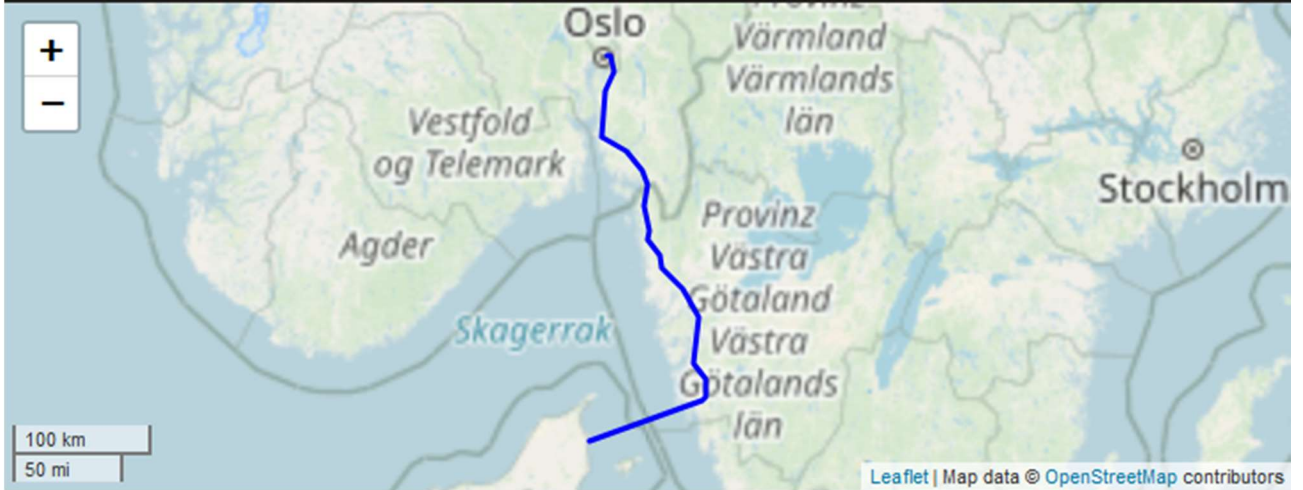 +
−
Oslo
Provinz
Värmland
Värmlands
län
Vestfold
og Telemark
Stockholm
Provinz
Västra
Götaland
Västra
Götalands
län
Agder
Skagerrak
100 km
50 mi
Leaflet | Map data © OpenStreetMap contributors